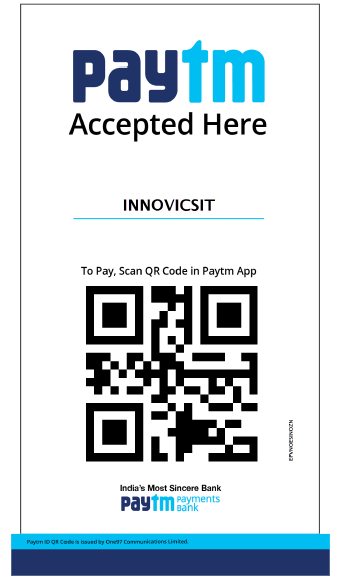 paytm
Accepted Here
INNOVICSIT
To Pay, Scan QR Code in Paytm App
India's Most Sincere Bank
paytm payments bank
Paytm ID QR Code is issued by One97 Communications Limited.